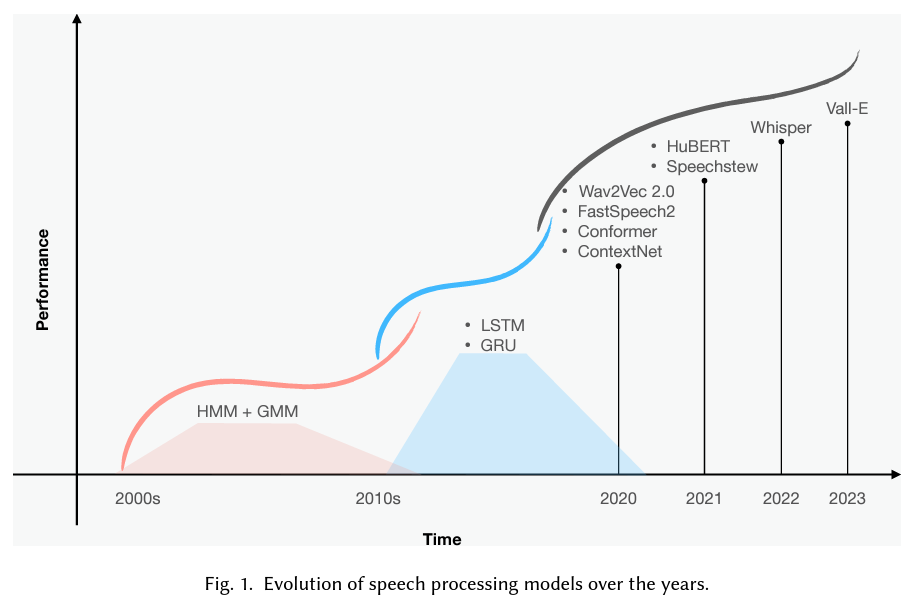 Vall-E
Whisper
• HuBERT
• Speechstew
• Wav2Vec 2.0
• FastSpeech2
• Conformer
• ContextNet
Performance
• LSTM
• GRU
HMM + GMM
2000s
2010s
2020
2021
2022
2023
Time
Fig. 1. Evolution of speech processing models over the years.